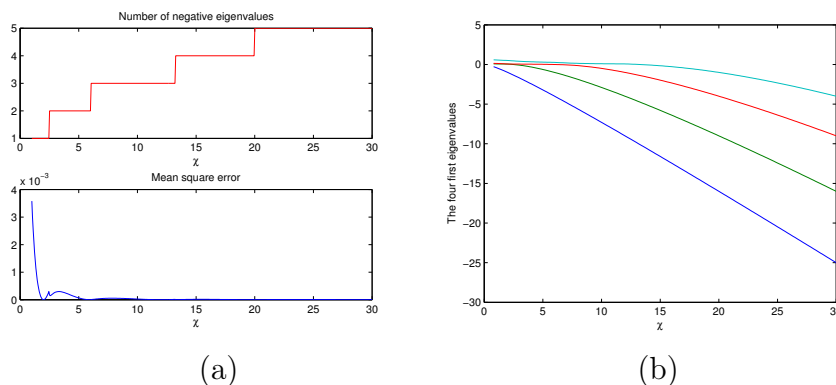 Number of negative eigenvalues
5
4
3
2
1
0 5 10 15 20 25 30
χ
x 10⁻³ Mean square error
4
3
2
1
0
0 5 10 15 20 25 30
χ
(a)
The four first eigenvalues
5
0
−5
−10
−15
−20
−25
−30
0 5 10 15 20 25 30
χ
(b)